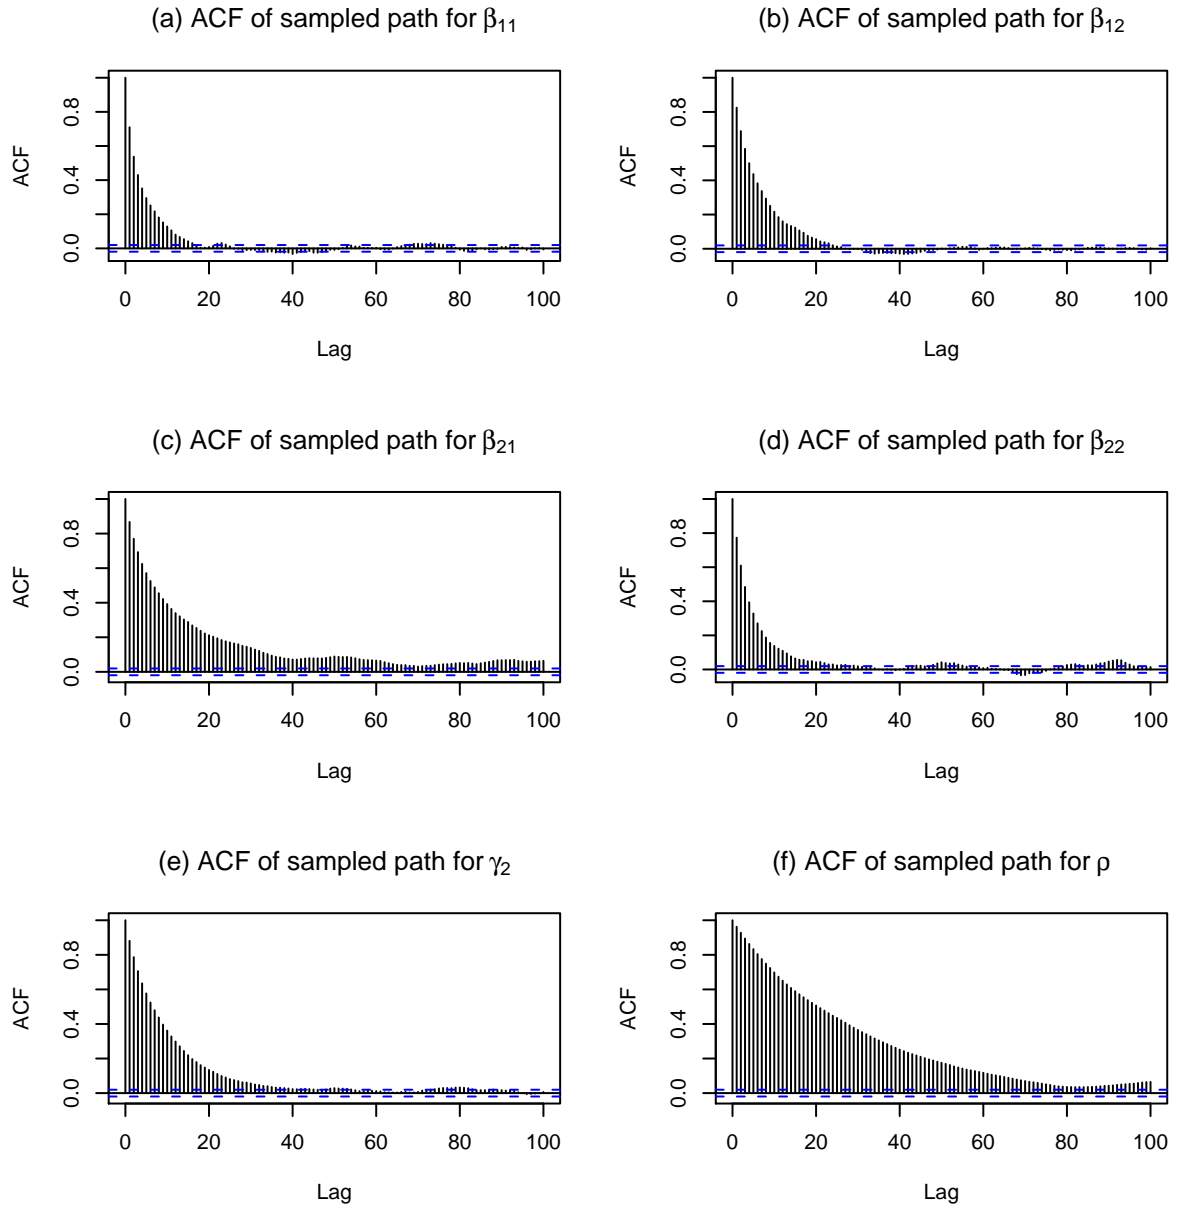 (a) ACF of sampled path for β11
ACF
0.0 0.4 0.8
0 20 40 60 80 100
Lag
(b) ACF of sampled path for β12
ACF
0.0 0.4 0.8
0 20 40 60 80 100
Lag
(c) ACF of sampled path for β21
ACF
0.0 0.4 0.8
0 20 40 60 80 100
Lag
(d) ACF of sampled path for β22
ACF
0.0 0.4 0.8
0 20 40 60 80 100
Lag
(e) ACF of sampled path for γ2
ACF
0.0 0.4 0.8
0 20 40 60 80 100
Lag
(f) ACF of sampled path for ρ
ACF
0.0 0.4 0.8
0 20 40 60 80 100
Lag